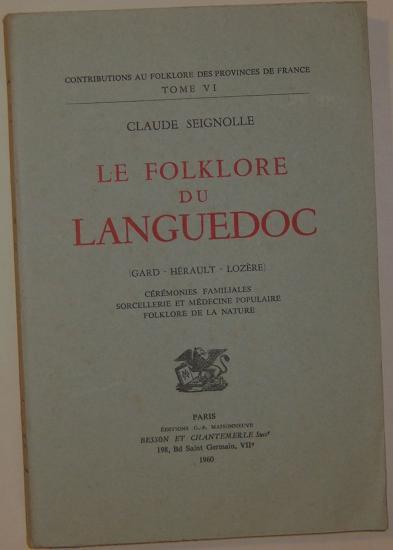 CONTRIBUTIONS AU FOLKLORE DES PROVINCES DE FRANCE
TOME VI
CLAUDE SEIGNOLLE
LE FOLKLORE
DU
LANGUEDOC
(GARD - HÉRAULT - LOZÈRE)
CÉRÉMONIES FAMILIALES
SORCELLERIE ET MÉDECINE POPULAIRE
FOLKLORE DE LA NATURE
PARIS
ÉDITIONS G.-P. MAISONNEUVE
BESSON ET CHANTEMERLE Succr
198, Bd Saint Germain, VIIe
1960